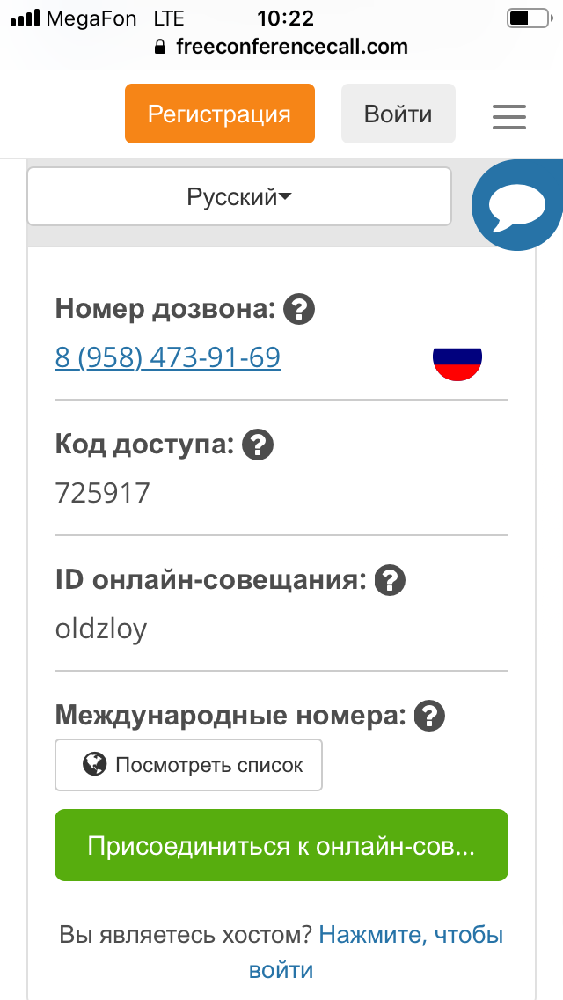 MegaFon LTE 10:22
freeconferencecall.com
Регистрация Войти
Русский
Номер дозвона: ?
8 (958) 473-91-69
Код доступа: ?
725917
ID онлайн-совещания: ?
oldzloy
Международные номера: ?
Посмотреть список
Присоединиться к онлайн-сов...
Вы являетесь хостом? Нажмите, чтобы
войти